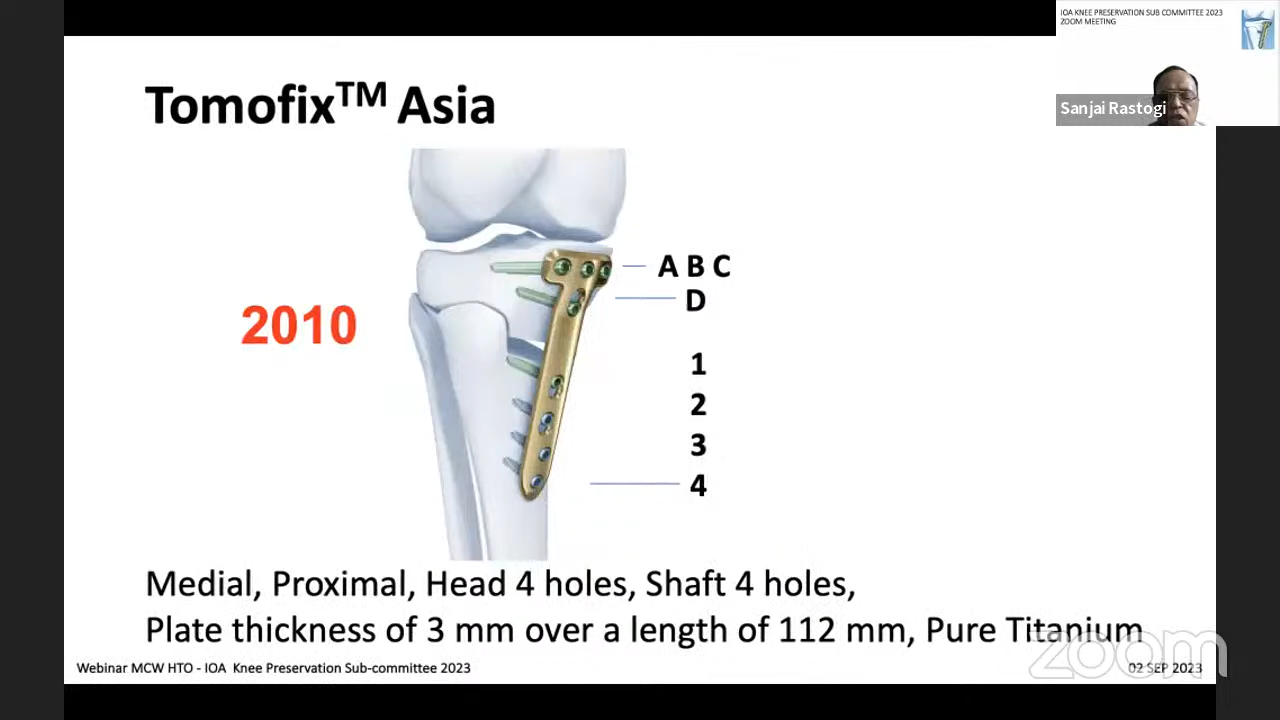 IOA KNEE PRESERVATION SUB COMMITTEE 2023
ZOOM MEETING
Sanjai Rastogi
Tomofix™ Asia
2010
A B C
D
1
2
3
4
Medial, Proximal, Head 4 holes, Shaft 4 holes,
Plate thickness of 3 mm over a length of 112 mm, Pure Titanium
Webinar MCW HTO - IOA Knee Preservation Sub-committee 2023
02 SEP 2023
zoom